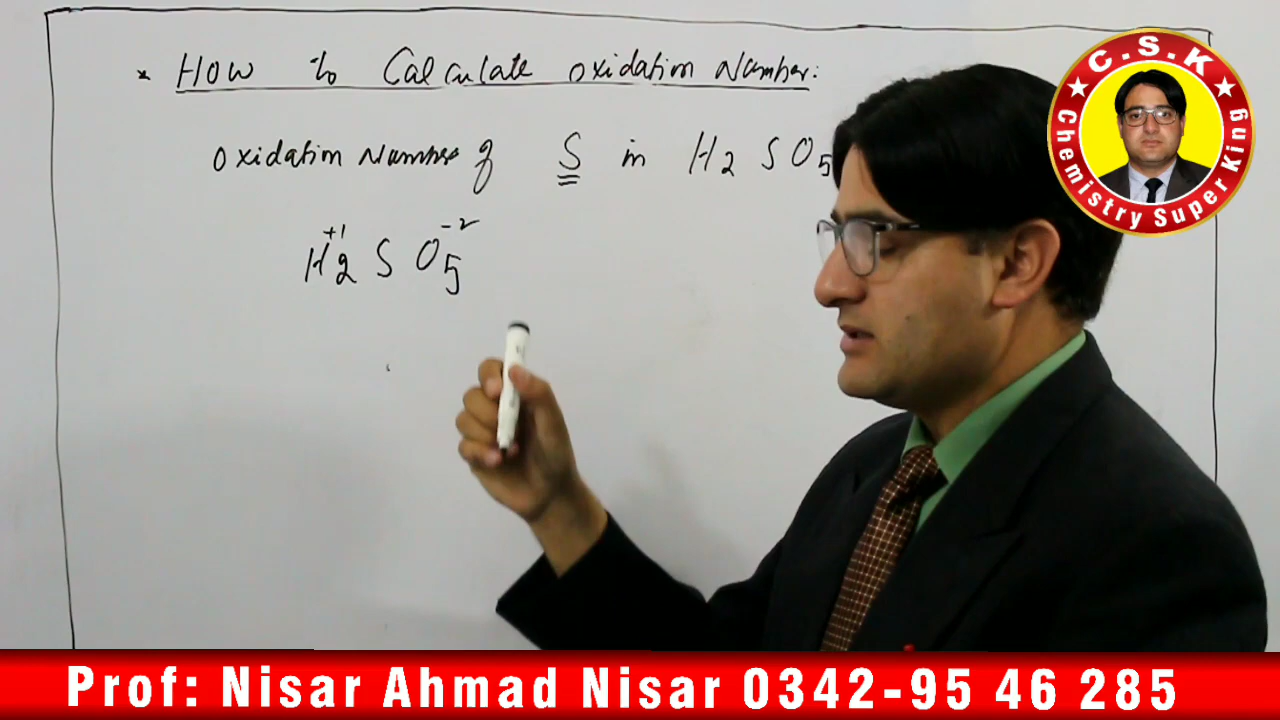 * How to Calculate Oxidation Number:
Oxidation Number of S in H2 SO5
+1 -2
H2 S O5
C.S.K
Chemistry Super King
Prof: Nisar Ahmad Nisar 0342-95 46 285